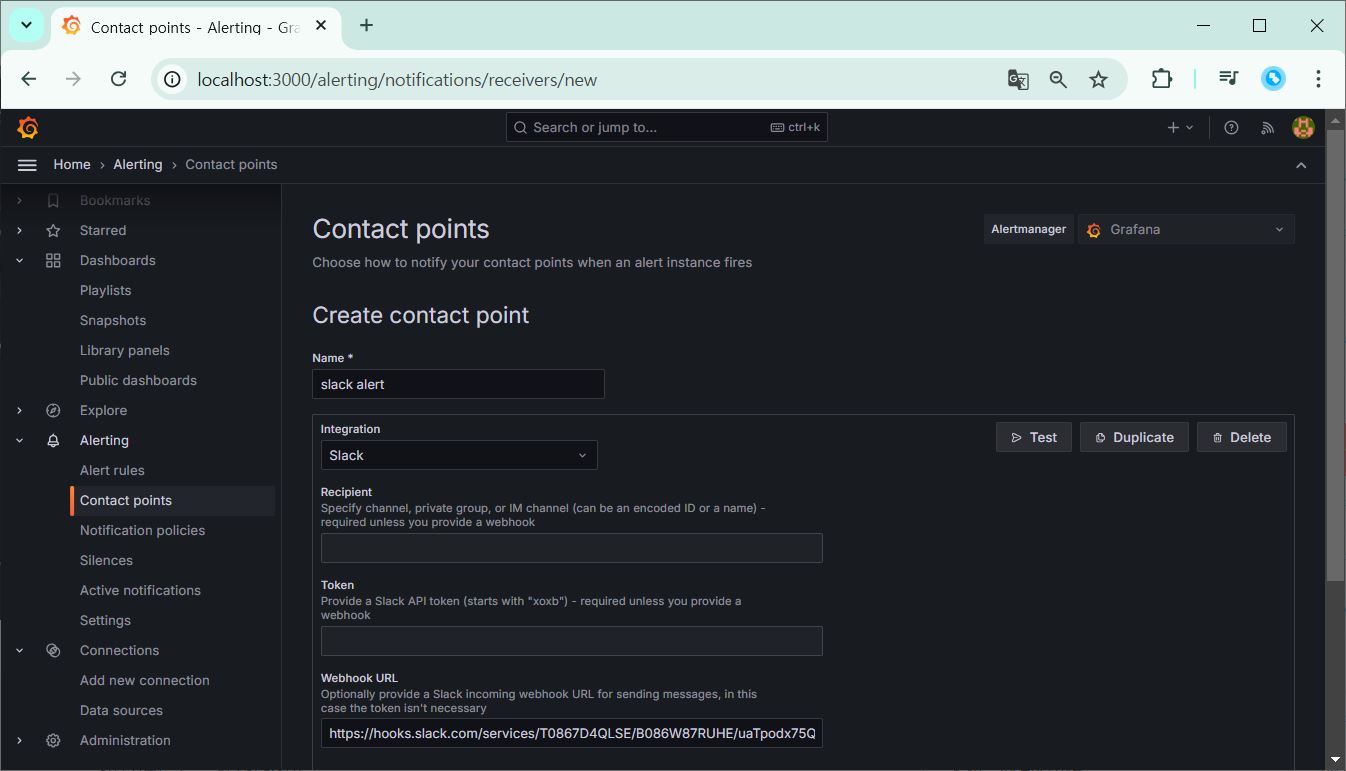 Contact points - Alerting - Gra
localhost:3000/alerting/notifications/receivers/new
Search or jump to...
ctrl+k
Home › Alerting › Contact points
Bookmarks
Starred
Dashboards
Playlists
Snapshots
Library panels
Public dashboards
Explore
Alerting
Alert rules
Contact points
Notification policies
Silences
Active notifications
Settings
Connections
Add new connection
Data sources
Administration
Contact points
Alertmanager
Grafana
Choose how to notify your contact points when an alert instance fires
Create contact point
Name *
slack alert
Integration
Slack
Test
Duplicate
Delete
Recipient
Specify channel, private group, or IM channel (can be an encoded ID or a name) -
required unless you provide a webhook
Token
Provide a Slack API token (starts with "xoxb") - required unless you provide a
webhook
Webhook URL
Optionally provide a Slack incoming webhook URL for sending messages, in this
case the token isn't necessary
https://hooks.slack.com/services/T0867D4QLSE/B086W87RUHE/uaTpodx75Q